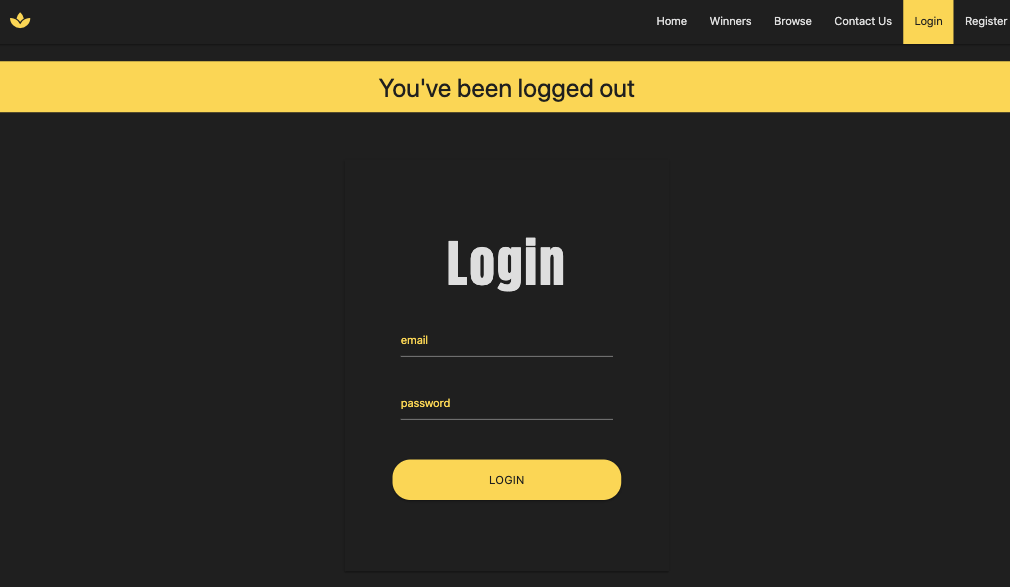 Home Winners Browse Contact Us Login Register
You've been logged out
Login
email
password
LOGIN